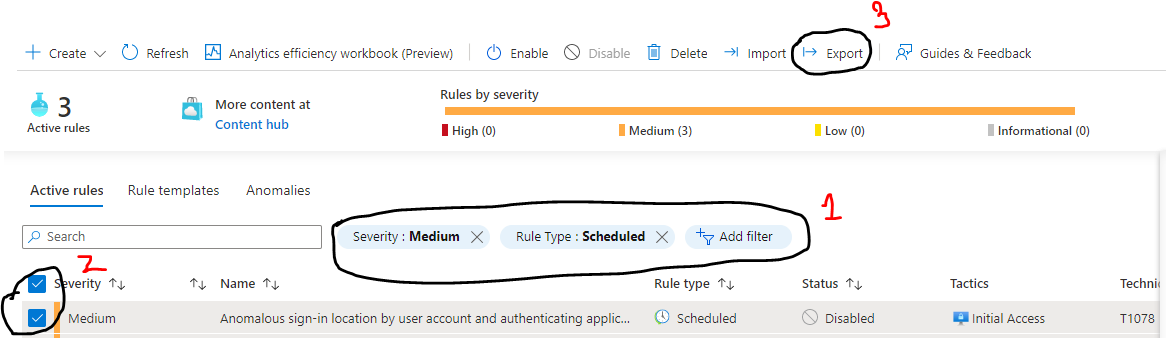 3
Create Refresh Analytics efficiency workbook (Preview) Enable Disable Delete Import Export Guides & Feedback
3 More content at Rules by severity
Active rules Content hub High (0) Medium (3) Low (0) Informational (0)
Active rules Rule templates Anomalies
1
Search Severity : Medium Rule Type : Scheduled Add filter
2
Severity Name Rule type Status Tactics Techni
Medium Anomalous sign-in location by user account and authenticating applic... Scheduled Disabled Initial Access T1078